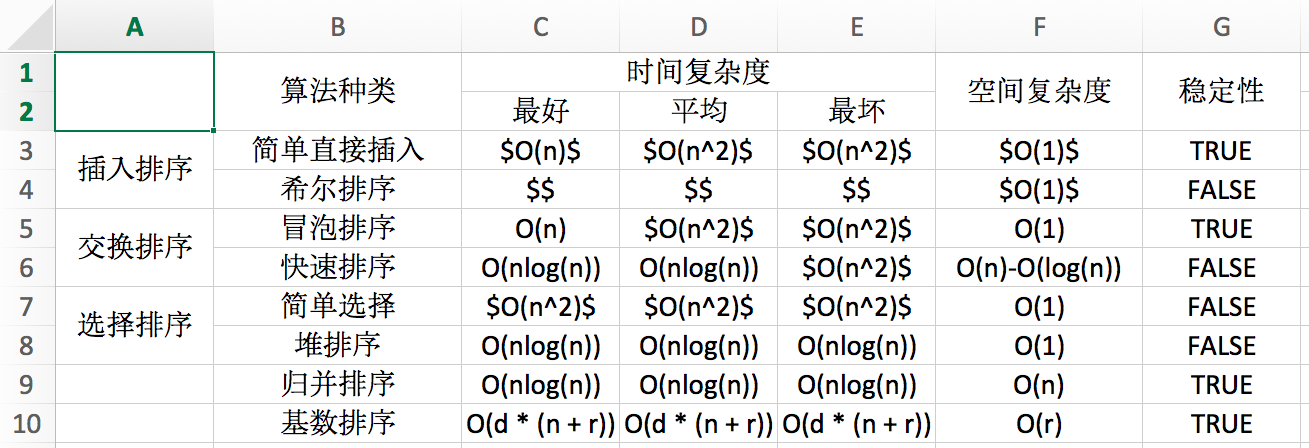 A B C D E F G
1 算法种类 时间复杂度 空间复杂度 稳定性
2 最好 平均 最坏
3 插入排序 简单直接插入 $O(n)$ $O(n^2)$ $O(n^2)$ $O(1)$ TRUE
4 希尔排序 $$ $$ $$ $O(1)$ FALSE
5 交换排序 冒泡排序 O(n) $O(n^2)$ $O(n^2)$ O(1) TRUE
6 快速排序 O(nlog(n)) O(nlog(n)) $O(n^2)$ O(n)-O(log(n)) FALSE
7 选择排序 简单选择 $O(n^2)$ $O(n^2)$ $O(n^2)$ O(1) FALSE
8 堆排序 O(nlog(n)) O(nlog(n)) O(nlog(n)) O(1) FALSE
9 归并排序 O(nlog(n)) O(nlog(n)) O(nlog(n)) O(n) TRUE
10 基数排序 O(d * (n + r)) O(d * (n + r)) O(d * (n + r)) O(r) TRUE